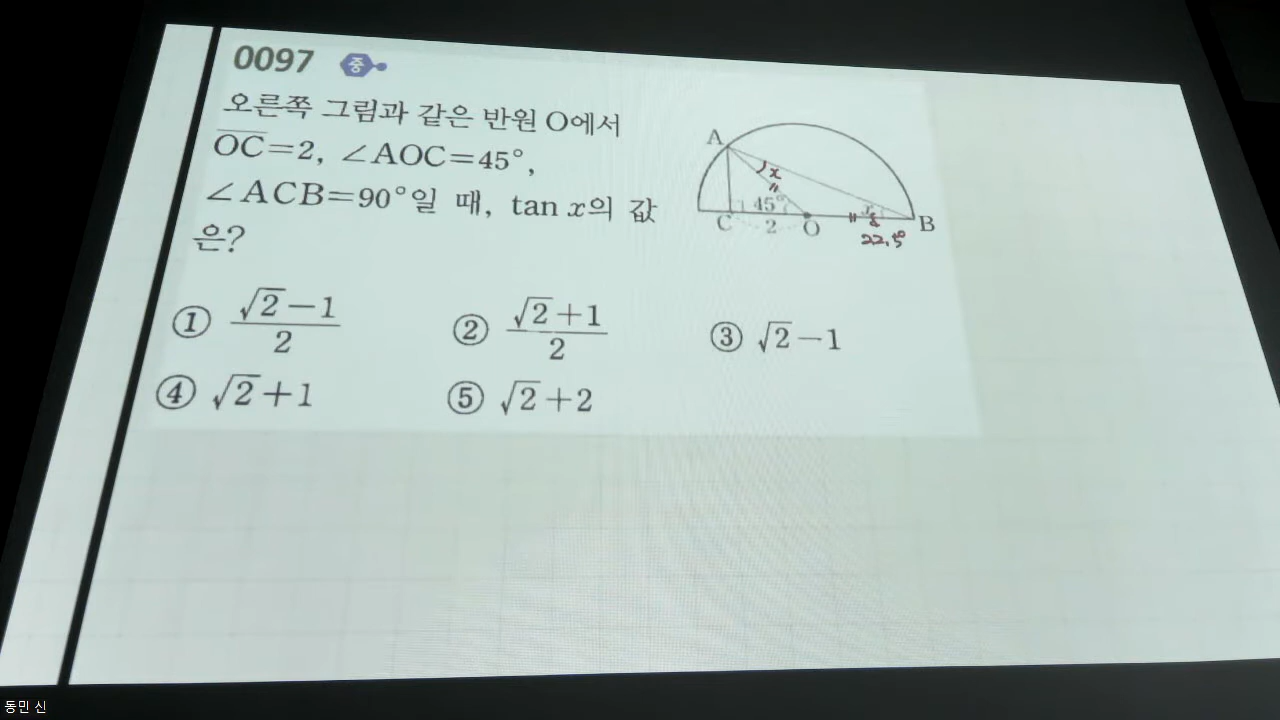 0097 중
오른쪽 그림과 같은 반원 O에서
OC=2, ∠AOC=45°,
∠ACB=90°일 때, tan x의 값
은?
A
x
45°
x
C
2
O
B
22.5°
① (√2−1)/2
② (√2+1)/2
③ √2−1
④ √2+1
⑤ √2+2
동민 신